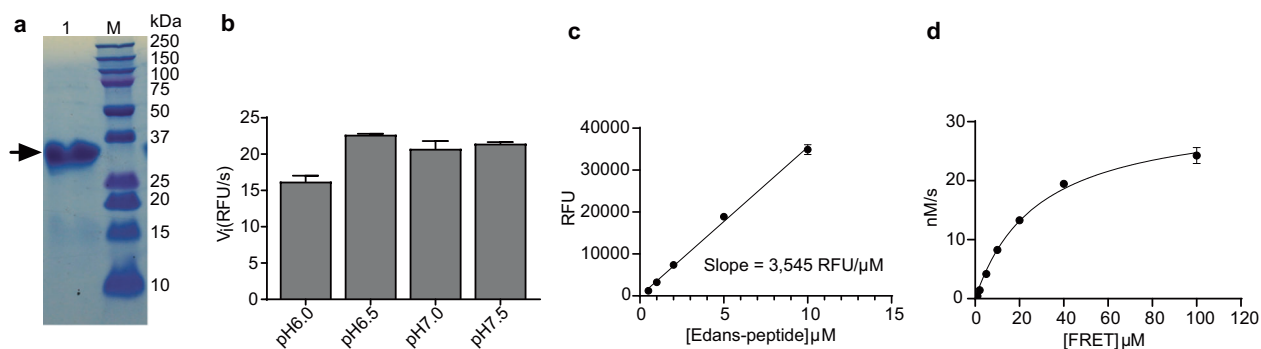 a
1 M kDa
250
150
100
75
50
37
25
20
15
10
b
Vi(RFU/s)
25
20
15
10
5
0
pH6.0
pH6.5
pH7.0
pH7.5
c
RFU
40000
30000
20000
10000
0
Slope = 3,545 RFU/µM
0 5 10 15
[Edans-peptide]µM
d
nM/s
30
20
10
0
0 20 40 60 80 100 120
[FRET]µM